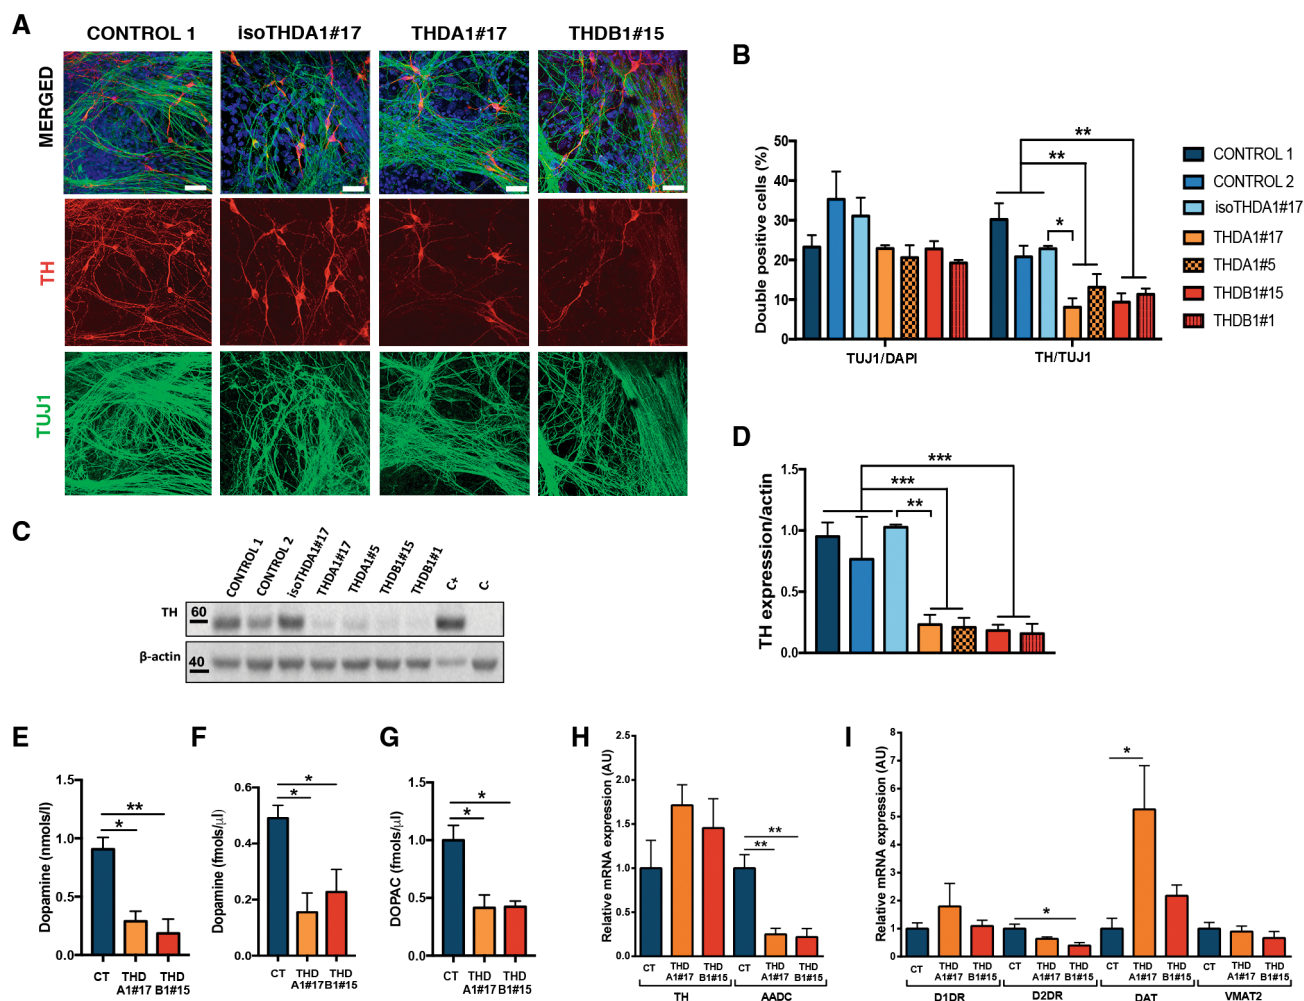 A
CONTROL 1
isoTHDA1#17
THDA1#17
THDB1#15
MERGED
TH
TUJ1
B
Double positive cells (%)
50
40
30
20
10
0
**
**
*
TUJ1/DAPI
TH/TUJ1
CONTROL 1
CONTROL 2
isoTHDA1#17
THDA1#17
THDA1#5
THDB1#15
THDB1#1
C
CONTROL 1
CONTROL 2
isoTHDA1#17
THDA1#17
THDA1#5
THDB1#15
THDB1#1
C+
C-
TH
60
β-actin
40
D
TH expression/actin
1.5
1.0
0.5
0.0
***
***
**
E
Dopamine (nmols/l)
1.5
1.0
0.5
0.0
**
*
CT
THD
A1#17
THD
B1#15
F
Dopamine (fmols/µl)
0.6
0.4
0.2
0.0
*
*
CT
THD
A1#17
THD
B1#15
G
DOPAC (fmols/µl)
1.5
1.0
0.5
0.0
*
*
CT
THD
A1#17
THD
B1#15
H
Relative mRNA expression (AU)
2.5
2.0
1.5
1.0
0.5
0.0
**
**
CT
THD
A1#17
THD
B1#15
CT
THD
A1#17
THD
B1#15
TH
AADC
I
Relative mRNA expression (AU)
8
7
6
5
4
3
2
1
0
*
*
CT
THD
A1#17
THD
B1#15
CT
THD
A1#17
THD
B1#15
CT
THD
A1#17
THD
B1#15
CT
THD
A1#17
THD
B1#15
D1DR
D2DR
DAT
VMAT2